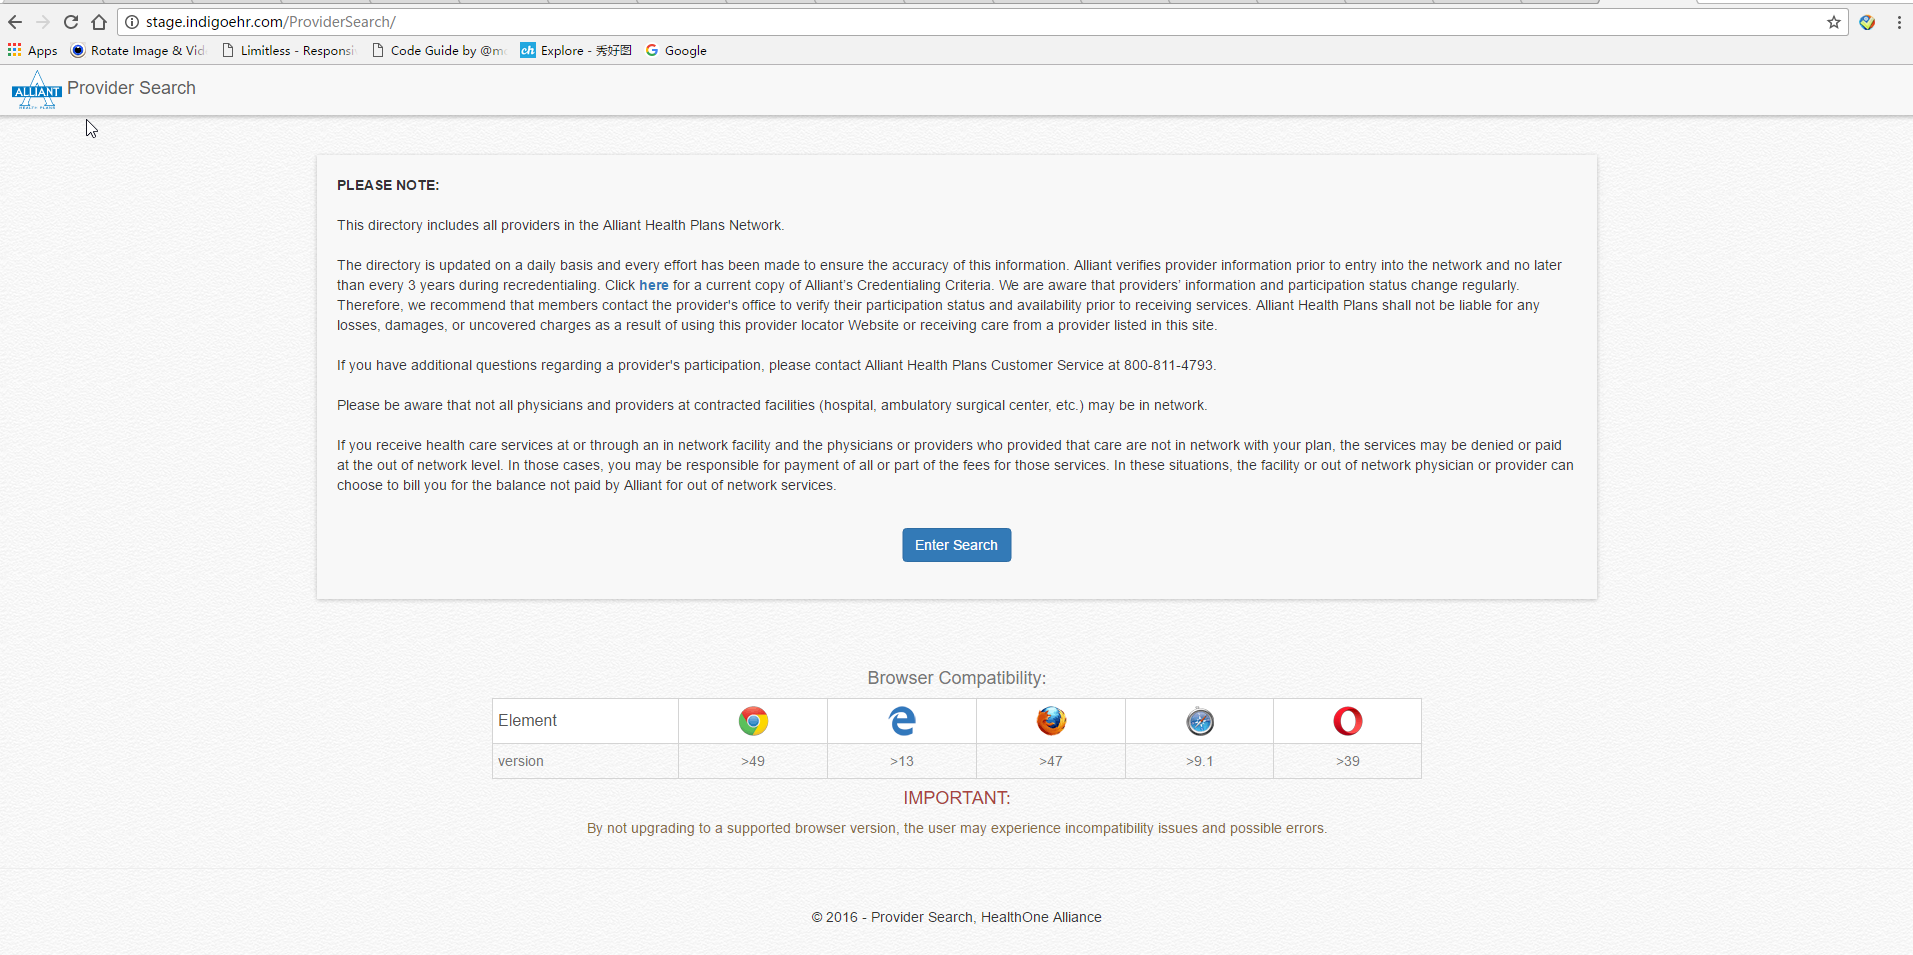 stage.indigoehr.com/ProviderSearch/
Apps Rotate Image & Vid Limitless - Responsi Code Guide by @m Explore - 秀好图 Google
ALLIANT
HEALTH PLANS
Provider Search
PLEASE NOTE:
This directory includes all providers in the Alliant Health Plans Network.
The directory is updated on a daily basis and every effort has been made to ensure the accuracy of this information. Alliant verifies provider information prior to entry into the network and no later
than every 3 years during recredentialing. Click here for a current copy of Alliant’s Credentialing Criteria. We are aware that providers’ information and participation status change regularly.
Therefore, we recommend that members contact the provider's office to verify their participation status and availability prior to receiving services. Alliant Health Plans shall not be liable for any
losses, damages, or uncovered charges as a result of using this provider locator Website or receiving care from a provider listed in this site.
If you have additional questions regarding a provider's participation, please contact Alliant Health Plans Customer Service at 800-811-4793.
Please be aware that not all physicians and providers at contracted facilities (hospital, ambulatory surgical center, etc.) may be in network.
If you receive health care services at or through an in network facility and the physicians or providers who provided that care are not in network with your plan, the services may be denied or paid
at the out of network level. In those cases, you may be responsible for payment of all or part of the fees for those services. In these situations, the facility or out of network physician or provider can
choose to bill you for the balance not paid by Alliant for out of network services.
Enter Search
Browser Compatibility:
Element
version >49 >13 >47 >9.1 >39
IMPORTANT:
By not upgrading to a supported browser version, the user may experience incompatibility issues and possible errors.
© 2016 - Provider Search, HealthOne Alliance